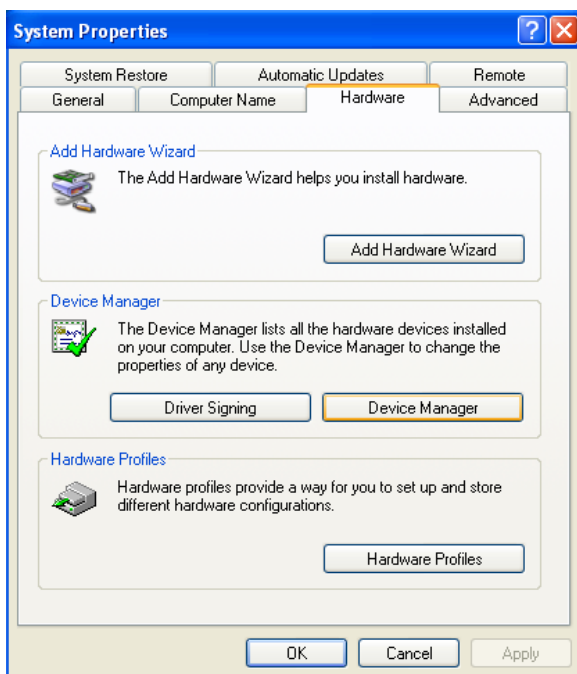 System Properties
System Restore Automatic Updates Remote
General Computer Name Hardware Advanced
Add Hardware Wizard
The Add Hardware Wizard helps you install hardware.
Add Hardware Wizard
Device Manager
The Device Manager lists all the hardware devices installed
on your computer. Use the Device Manager to change the
properties of any device.
Driver Signing Device Manager
Hardware Profiles
Hardware profiles provide a way for you to set up and store
different hardware configurations.
Hardware Profiles
OK Cancel Apply